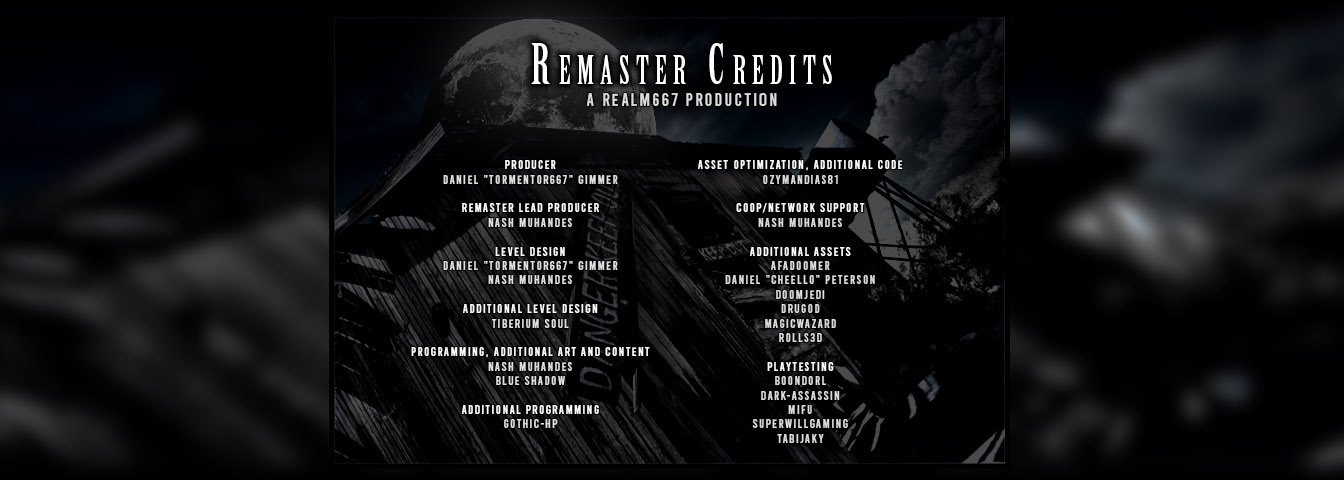 REMASTER CREDITS
A REALM667 PRODUCTION
PRODUCER
DANIEL "TORMENTOR667" GIMMER
REMASTER LEAD PRODUCER
NASH MUHANDES
LEVEL DESIGN
DANIEL "TORMENTOR667" GIMMER
NASH MUHANDES
ADDITIONAL LEVEL DESIGN
TIBERIUM SOUL
PROGRAMMING, ADDITIONAL ART AND CONTENT
NASH MUHANDES
BLUE SHADOW
ADDITIONAL PROGRAMMING
GOTHIC-HP
ASSET OPTIMIZATION, ADDITIONAL CODE
OZYMANDIAS81
COOP/NETWORK SUPPORT
NASH MUHANDES
ADDITIONAL ASSETS
AFADOOMER
DANIEL "CHEELLO" PETERSON
DOOMJEDI
DRUGOD
MAGICWAZARD
ROLLS3D
PLAYTESTING
BOONDORL
DARK-ASSASSIN
MIFU
SUPERWILLGAMING
TABIJAKY
DANGER KEEP OUT